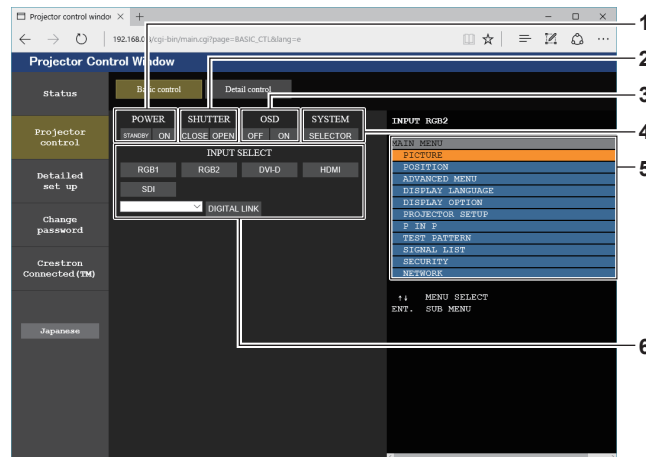 Projector control windo
192.168.0.8/cgi-bin/main.cgi?page=BASIC_CTL&lang=e
Projector Control Window
Status
Projector control
Detailed set up
Change password
Crestron Connected(TM)
Japanese
Basic control
Detail control
POWER
STANDBY ON
SHUTTER
CLOSE OPEN
OSD
OFF ON
SYSTEM
SELECTOR
INPUT SELECT
RGB1 RGB2 DVI-D HDMI
SDI
DIGITAL LINK
INPUT RGB2
MAIN MENU
PICTURE
POSITION
ADVANCED MENU
DISPLAY LANGUAGE
DISPLAY OPTION
PROJECTOR SETUP
P IN P
TEST PATTERN
SIGNAL LIST
SECURITY
NETWORK
↑↓ MENU SELECT
ENT. SUB MENU
1
2
3
4
5
6